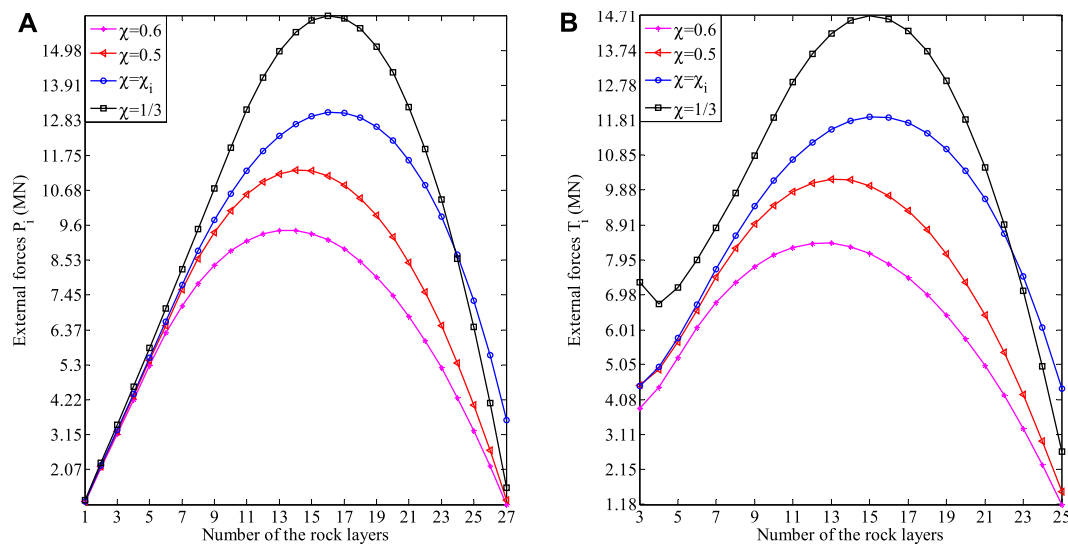 A
χ=0.6
χ=0.5
χ=χi
χ=1/3
14.98
13.91
12.83
11.75
10.68
9.6
8.53
7.45
6.37
5.3
4.22
3.15
2.07
External forces Pi (MN)
1 3 5 7 9 11 13 15 17 19 21 23 25 27
Number of the rock layers
B
χ=0.6
χ=0.5
χ=χi
χ=1/3
14.71
13.74
12.78
11.81
10.85
9.88
8.91
7.95
6.98
6.01
5.05
4.08
3.11
2.15
1.18
External forces Ti (MN)
3 5 7 9 11 13 15 17 19 21 23 25
Number of the rock layers